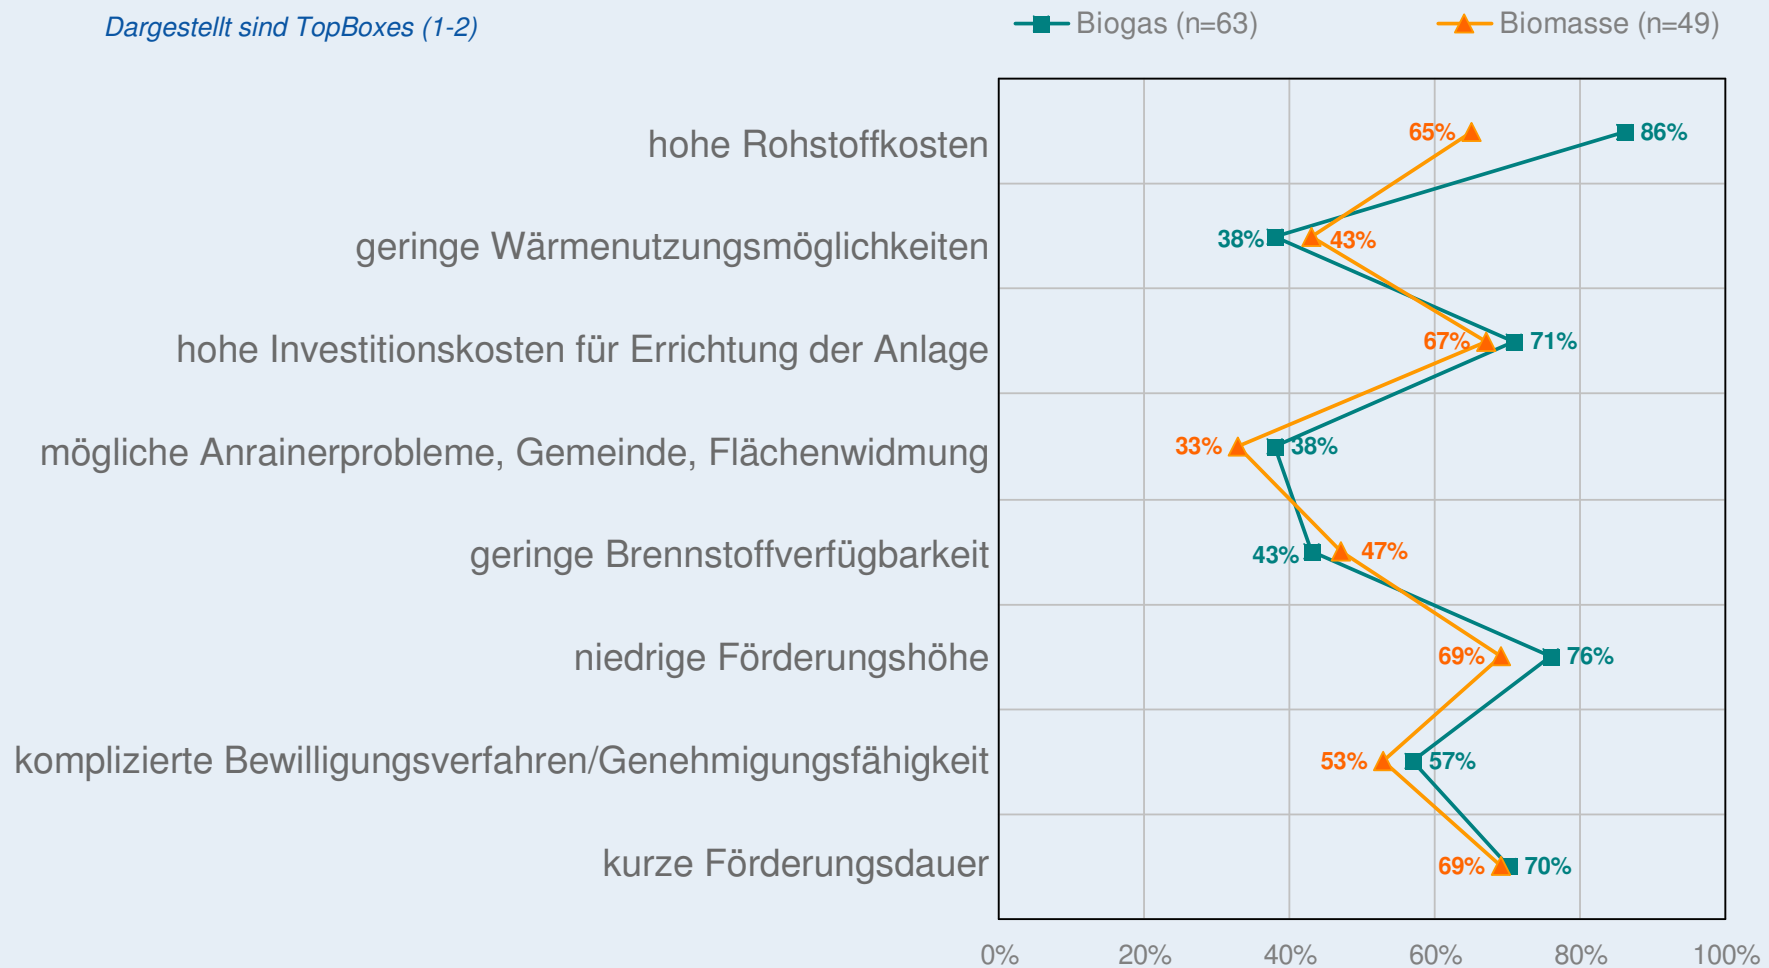 Dargestellt sind TopBoxes (1-2)
Biogas (n=63)
Biomasse (n=49)
hohe Rohstoffkosten
65%
86%
geringe Wärmenutzungsmöglichkeiten
38%
43%
hohe Investitionskosten für Errichtung der Anlage
67%
71%
mögliche Anrainerprobleme, Gemeinde, Flächenwidmung
33%
38%
geringe Brennstoffverfügbarkeit
43%
47%
niedrige Förderungshöhe
69%
76%
komplizierte Bewilligungsverfahren/Genehmigungsfähigkeit
53%
57%
kurze Förderungsdauer
69%
70%
0%
20%
40%
60%
80%
100%